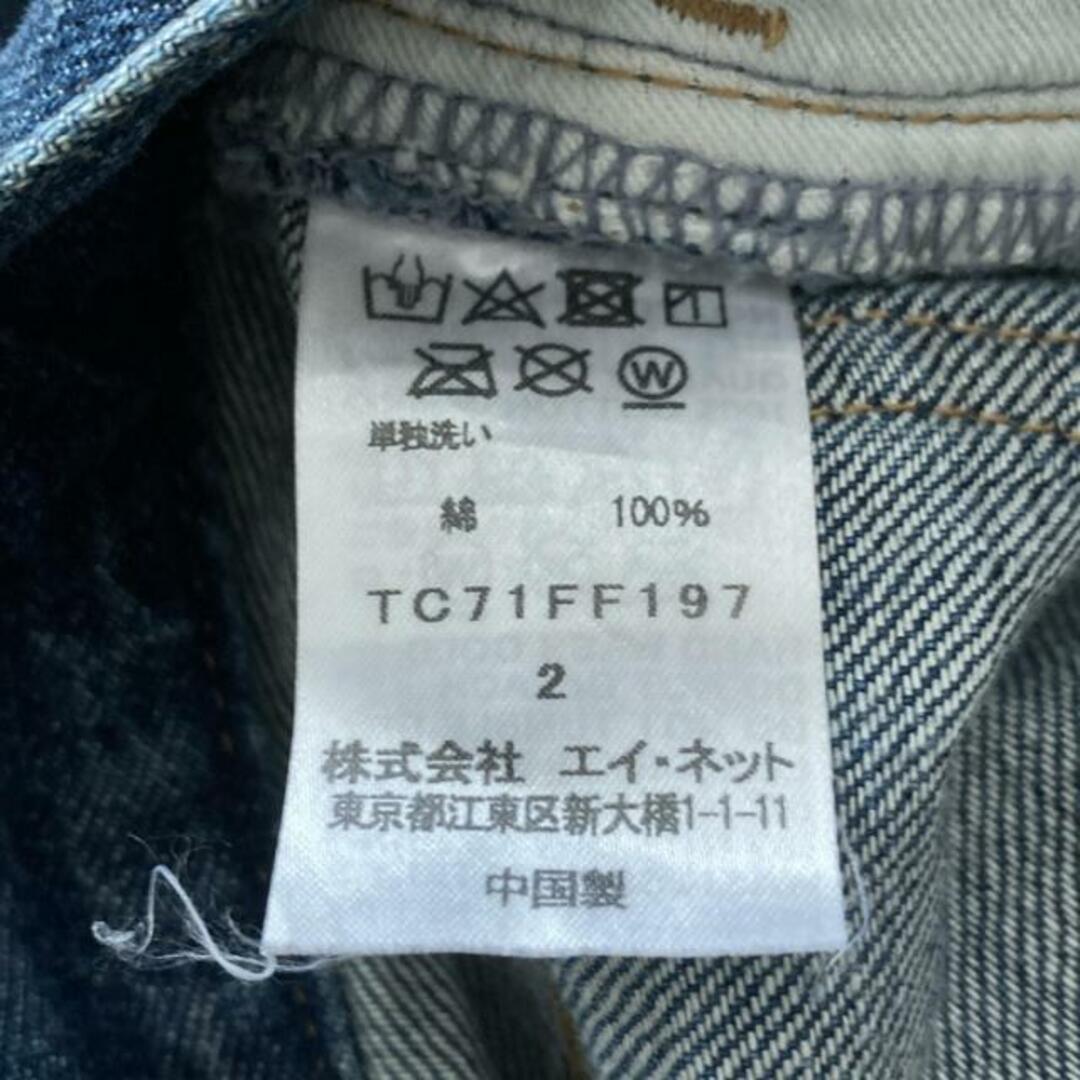 W
単独洗い
綿 100%
TC71FF197
2
株式会社 エイ・ネット
東京都江東区新大橋1-1-11
中国製